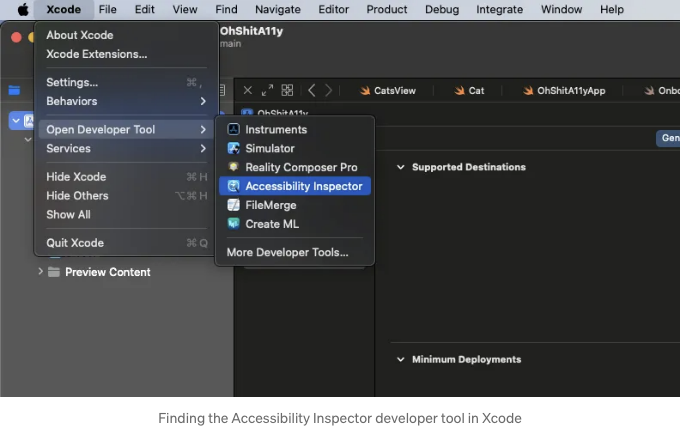 Xcode File Edit View Find Navigate Editor Product Debug Integrate Window Help
OhShitA11y
main
About Xcode
Xcode Extensions...
Settings... ⌘ ,
Behaviors
Open Developer Tool
Services
Hide Xcode ⌘ H
Hide Others ⌥⌘ H
Show All
Quit Xcode ⌘ Q
Instruments
Simulator
Reality Composer Pro
Accessibility Inspector
FileMerge
Create ML
More Developer Tools...
CatsView Cat OhShitA11yApp Onbo
OhShitA11y
Gen
Supported Destinations
Preview Content
Minimum Deployments
Finding the Accessibility Inspector developer tool in Xcode